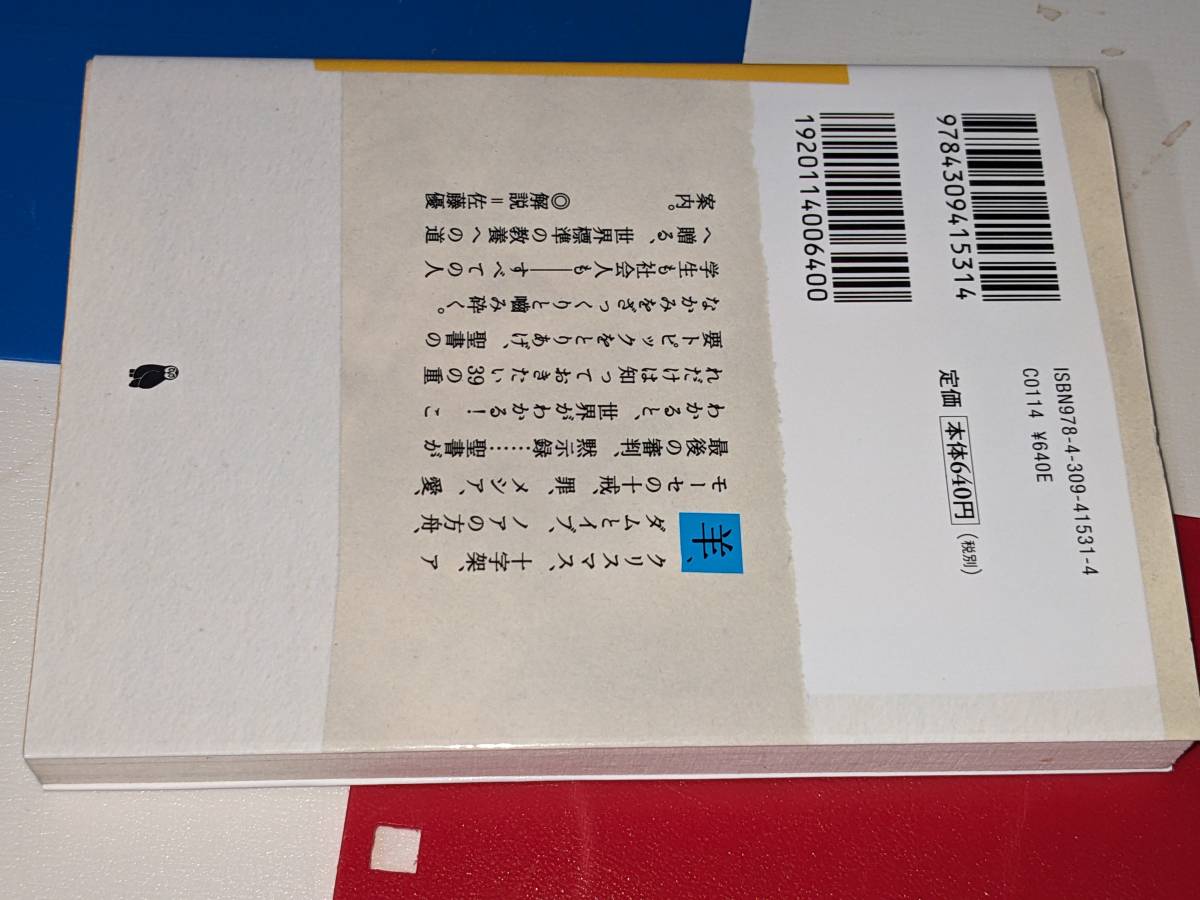 9784309415314
1920114006400
ISBN978-4-309-41531-4
C0114 ¥640E
定価 本体640円(税別)
羊、クリスマス、十字架、ア
ダムとイブ、ノアの方舟、
モーセの十戒、罪、メシア、愛、
最後の審判、黙示録……聖書が
わかると、世界がわかる! こ
れだけは知っておきたい39の重
要トピックをとりあげ、聖書の
なかみをざっくりと噛み砕く。
学生も社会人も――すべての人
へ贈る、世界標準の教養への道
案内。 ◎解説=佐藤優